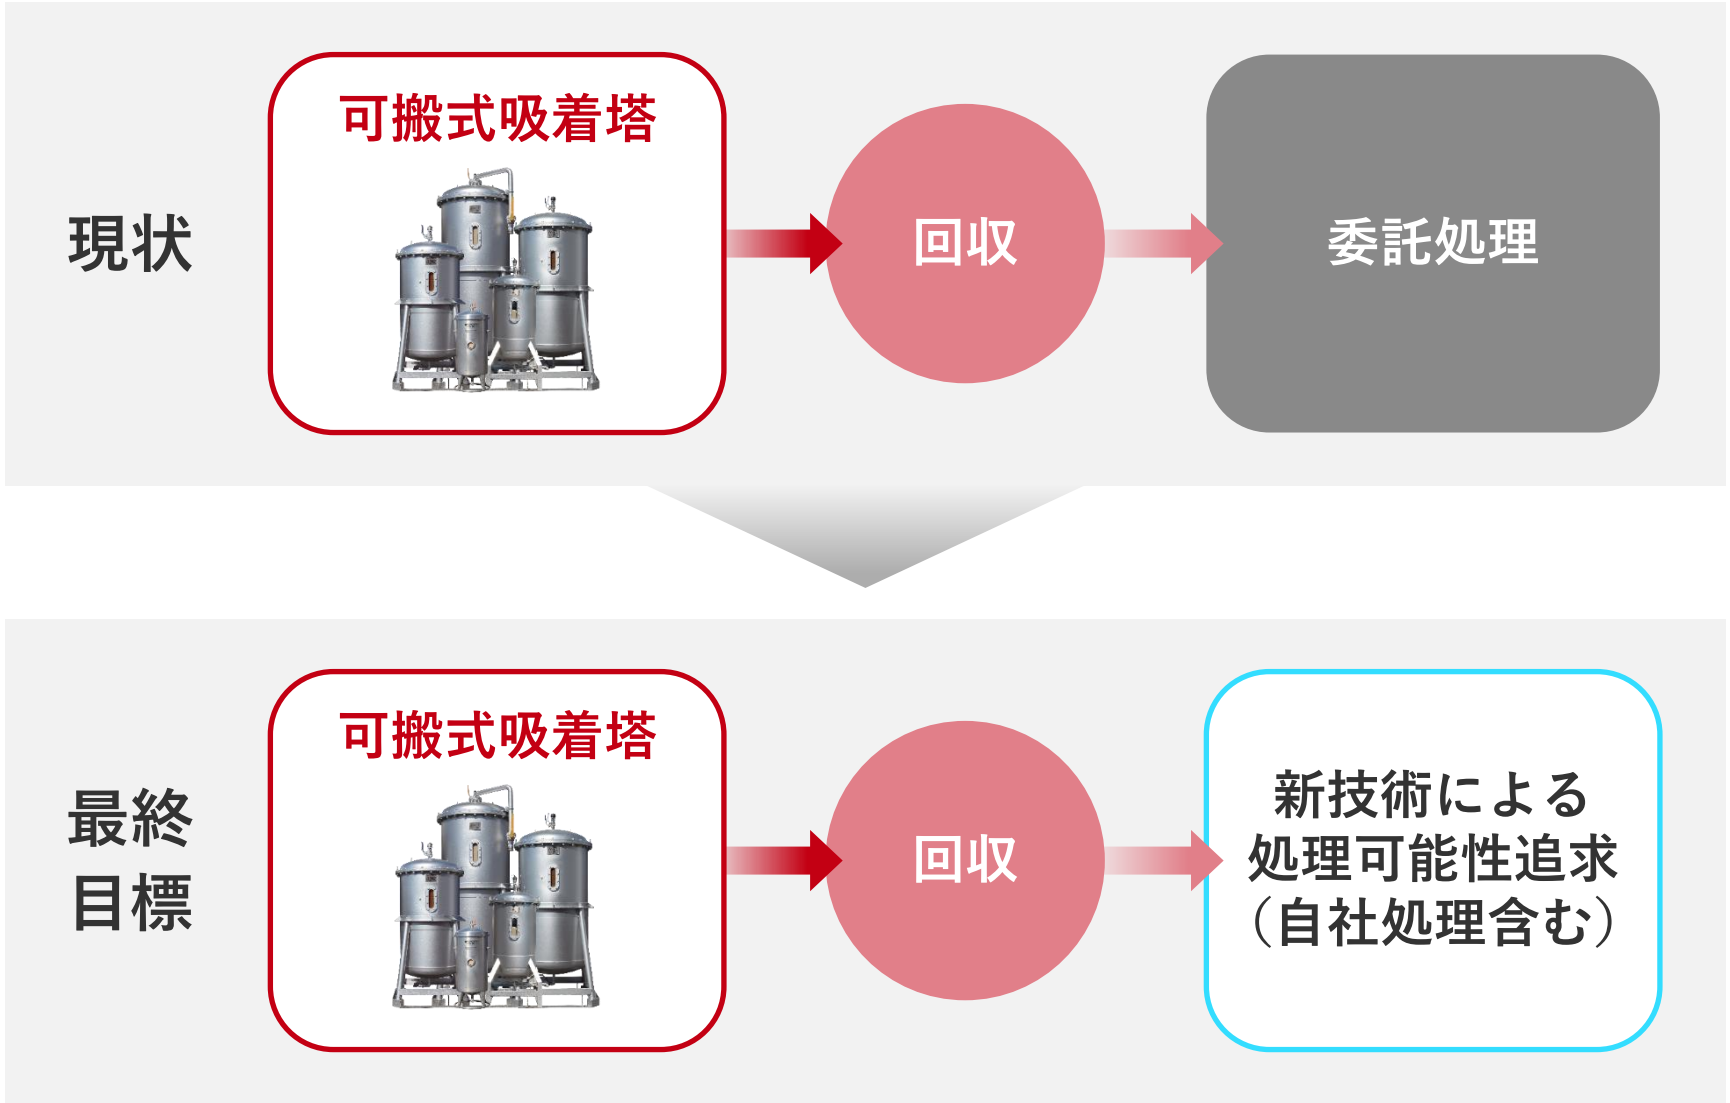 現状
可搬式吸着塔
回収
委託処理
最終
目標
可搬式吸着塔
回収
新技術による
処理可能性追求
（自社処理含む）